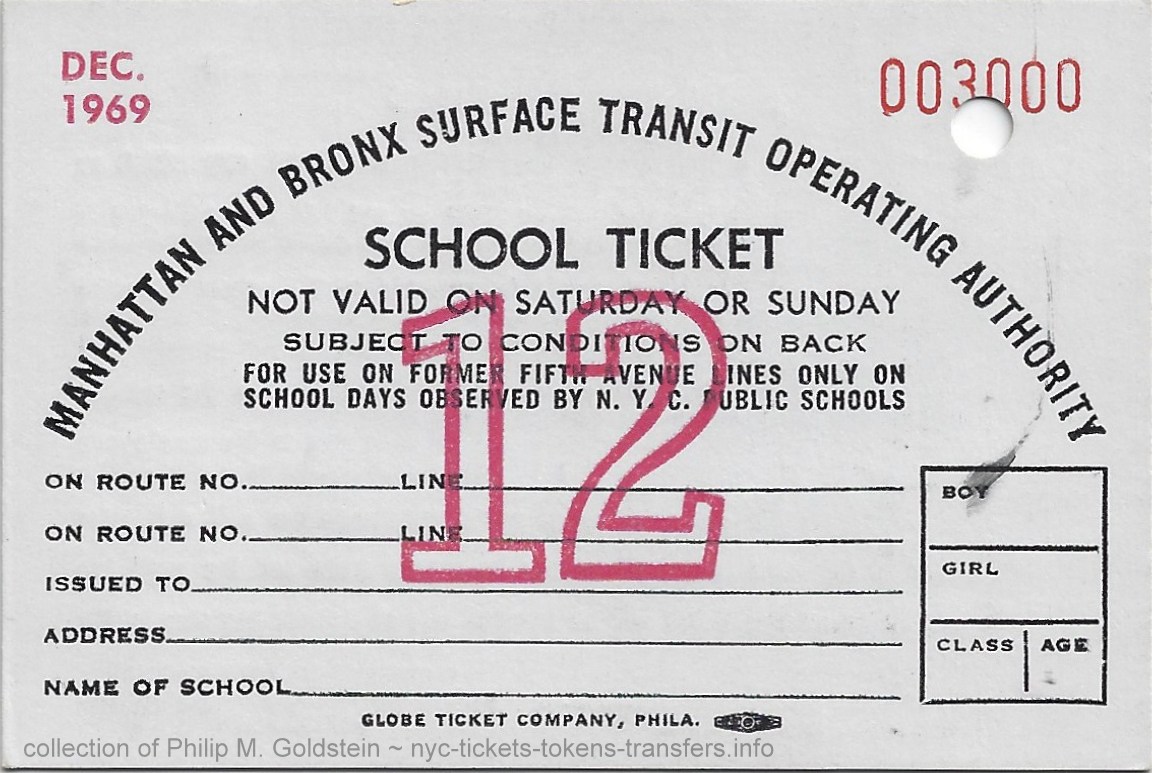 DEC.
1969
003000
MANHATTAN AND BRONX SURFACE TRANSIT OPERATING AUTHORITY
SCHOOL TICKET
NOT VALID ON SATURDAY OR SUNDAY
SUBJECT TO CONDITIONS ON BACK
FOR USE ON FORMER FIFTH AVENUE LINES ONLY ON
SCHOOL DAYS OBSERVED BY N. Y. C. PUBLIC SCHOOLS
12
ON ROUTE NO. LINE
ON ROUTE NO. LINE
ISSUED TO
ADDRESS
NAME OF SCHOOL
BOY
GIRL
CLASS AGE
GLOBE TICKET COMPANY, PHILA.
collection of Philip M. Goldstein ~ nyc-tickets-tokens-transfers.info